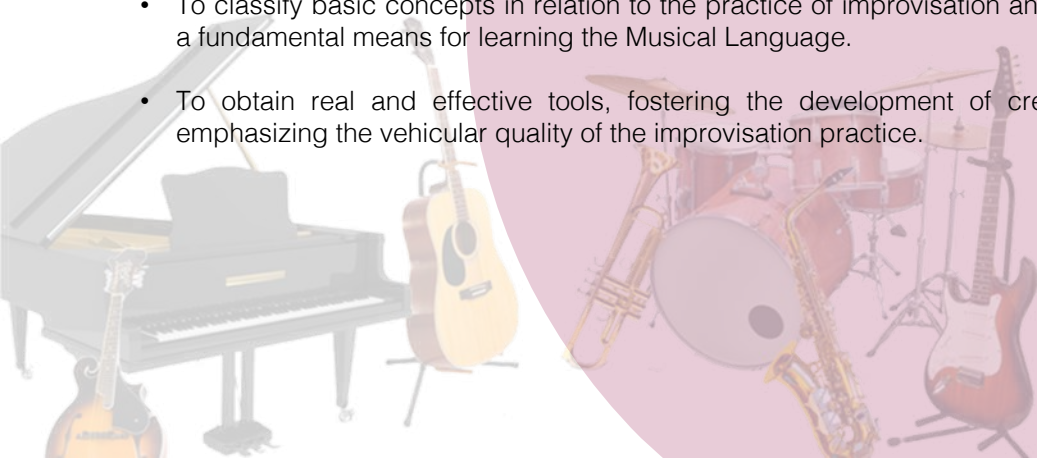 • To classify basic concepts in relation to the practice of improvisation
a fundamental means for learning the Musical Language.
• To obtain real and effective tools, fostering the development of
emphasizing the vehicular quality of the improvisation practice.